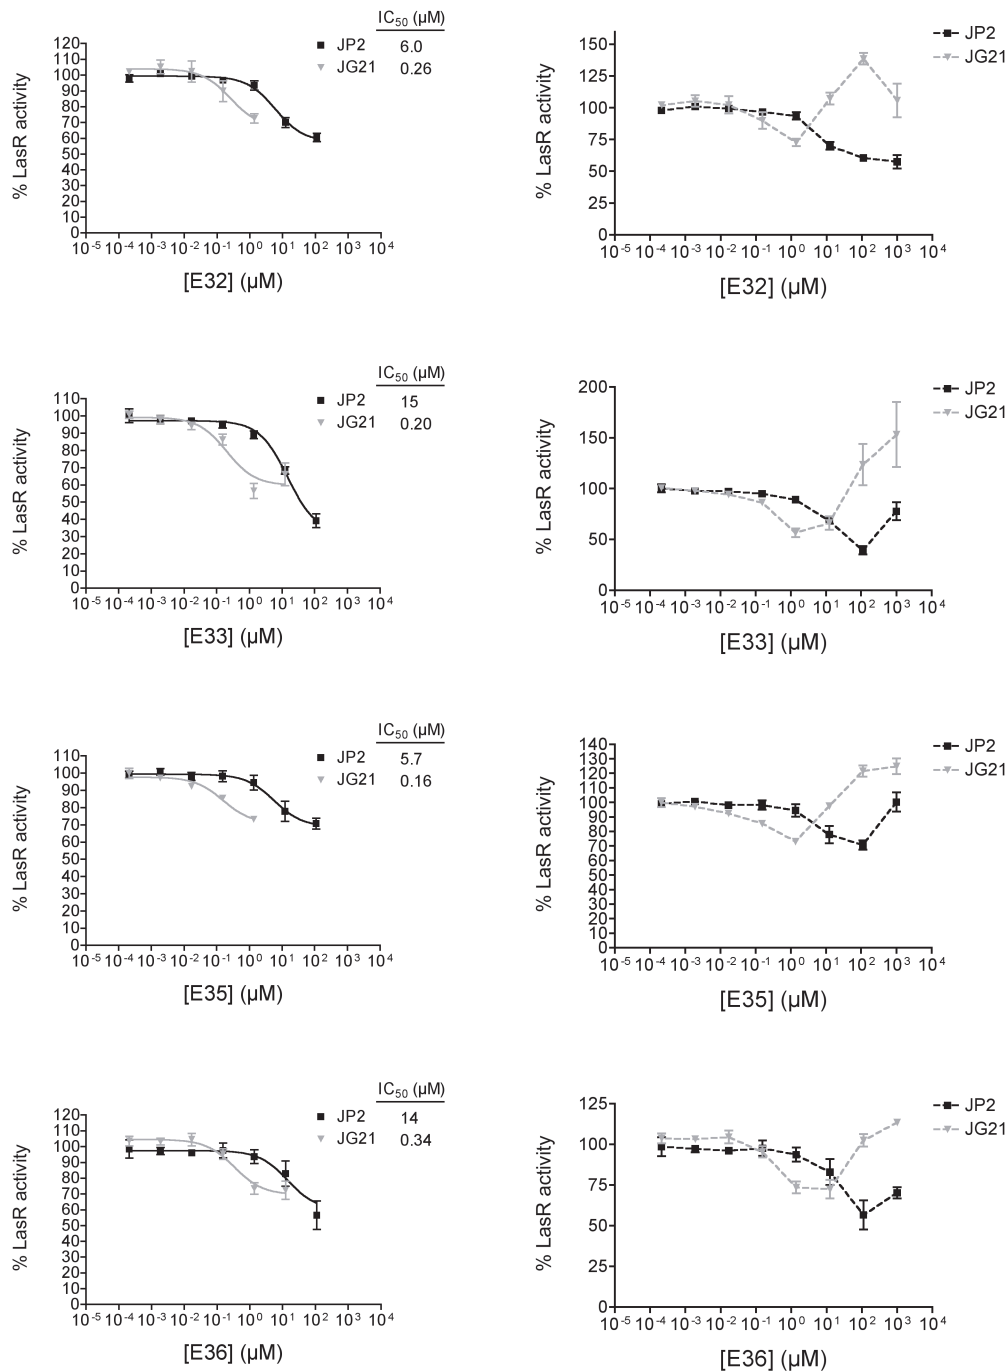 IC50 (µM)
JP2 6.0
JG21 0.26
% LasR activity
120
110
100
90
80
70
60
50
40
30
20
10
0
10-5 10-4 10-3 10-2 10-1 100 101 102 103 104
[E32] (µM)
JP2
JG21
% LasR activity
150
125
100
75
50
25
0
10-5 10-4 10-3 10-2 10-1 100 101 102 103 104
[E32] (µM)
IC50 (µM)
JP2 15
JG21 0.20
% LasR activity
110
100
90
80
70
60
50
40
30
20
10
0
10-5 10-4 10-3 10-2 10-1 100 101 102 103 104
[E33] (µM)
JP2
JG21
% LasR activity
200
150
100
50
0
10-5 10-4 10-3 10-2 10-1 100 101 102 103 104
[E33] (µM)
IC50 (µM)
JP2 5.7
JG21 0.16
% LasR activity
110
100
90
80
70
60
50
40
30
20
10
0
10-5 10-4 10-3 10-2 10-1 100 101 102 103 104
[E35] (µM)
JP2
JG21
% LasR activity
140
130
120
110
100
90
80
70
60
50
40
30
20
10
0
10-5 10-4 10-3 10-2 10-1 100 101 102 103 104
[E35] (µM)
IC50 (µM)
JP2 14
JG21 0.34
% LasR activity
120
110
100
90
80
70
60
50
40
30
20
10
0
10-5 10-4 10-3 10-2 10-1 100 101 102 103 104
[E36] (µM)
JP2
JG21
% LasR activity
125
100
75
50
25
0
10-5 10-4 10-3 10-2 10-1 100 101 102 103 104
[E36] (µM)